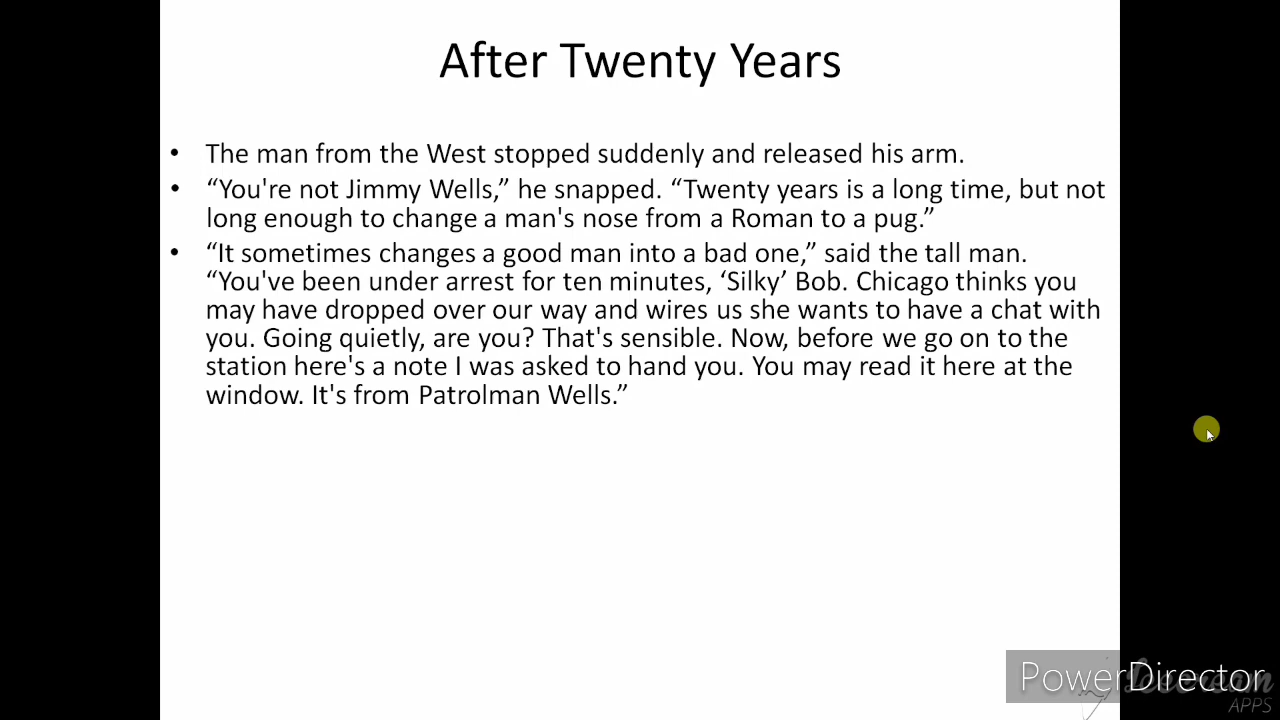 After Twenty Years
• The man from the West stopped suddenly and released his arm.
• “You're not Jimmy Wells,” he snapped. “Twenty years is a long time, but not
long enough to change a man's nose from a Roman to a pug.”
• “It sometimes changes a good man into a bad one,” said the tall man.
“You've been under arrest for ten minutes, ‘Silky’ Bob. Chicago thinks you
may have dropped over our way and wires us she wants to have a chat with
you. Going quietly, are you? That's sensible. Now, before we go on to the
station here's a note I was asked to hand you. You may read it here at the
window. It's from Patrolman Wells.”
PowerDirector
APPS